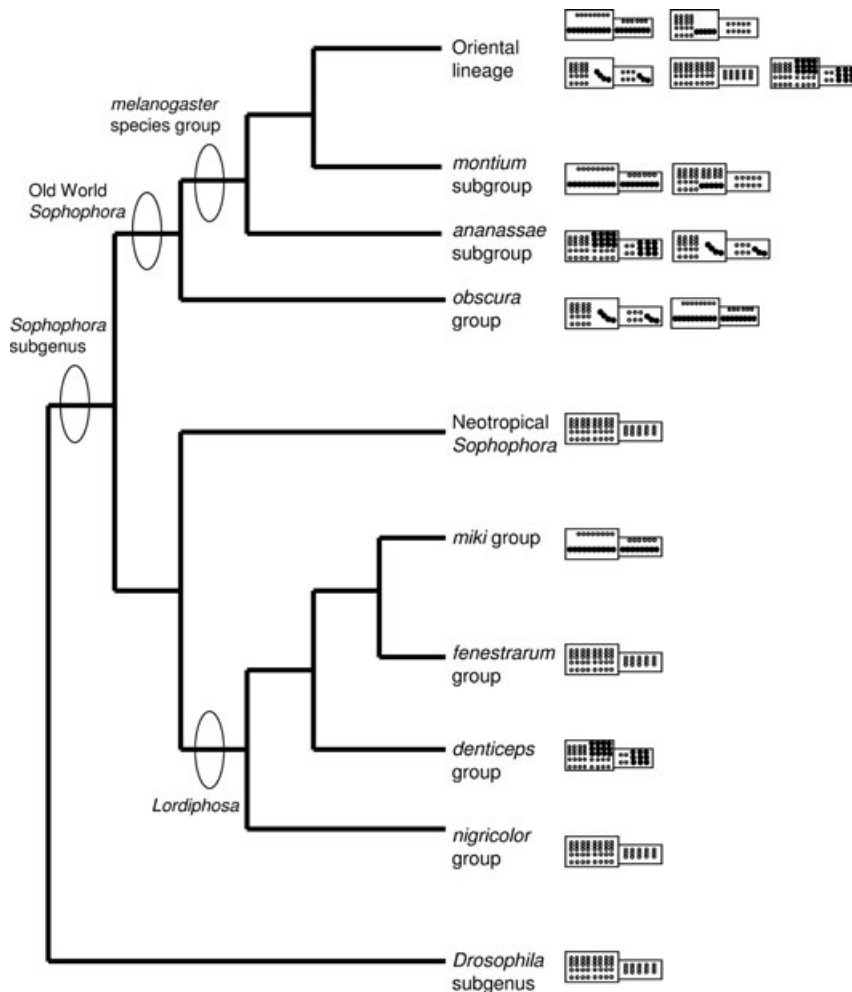 Oriental
lineage
melanogaster
species group
montium
subgroup
Old World
Sophophora
ananassae
subgroup
obscura
group
Sophophora
subgenus
Neotropical
Sophophora
miki group
fenestrarum
group
denticeps
group
Lordiphosa
nigricolor
group
Drosophila
subgenus